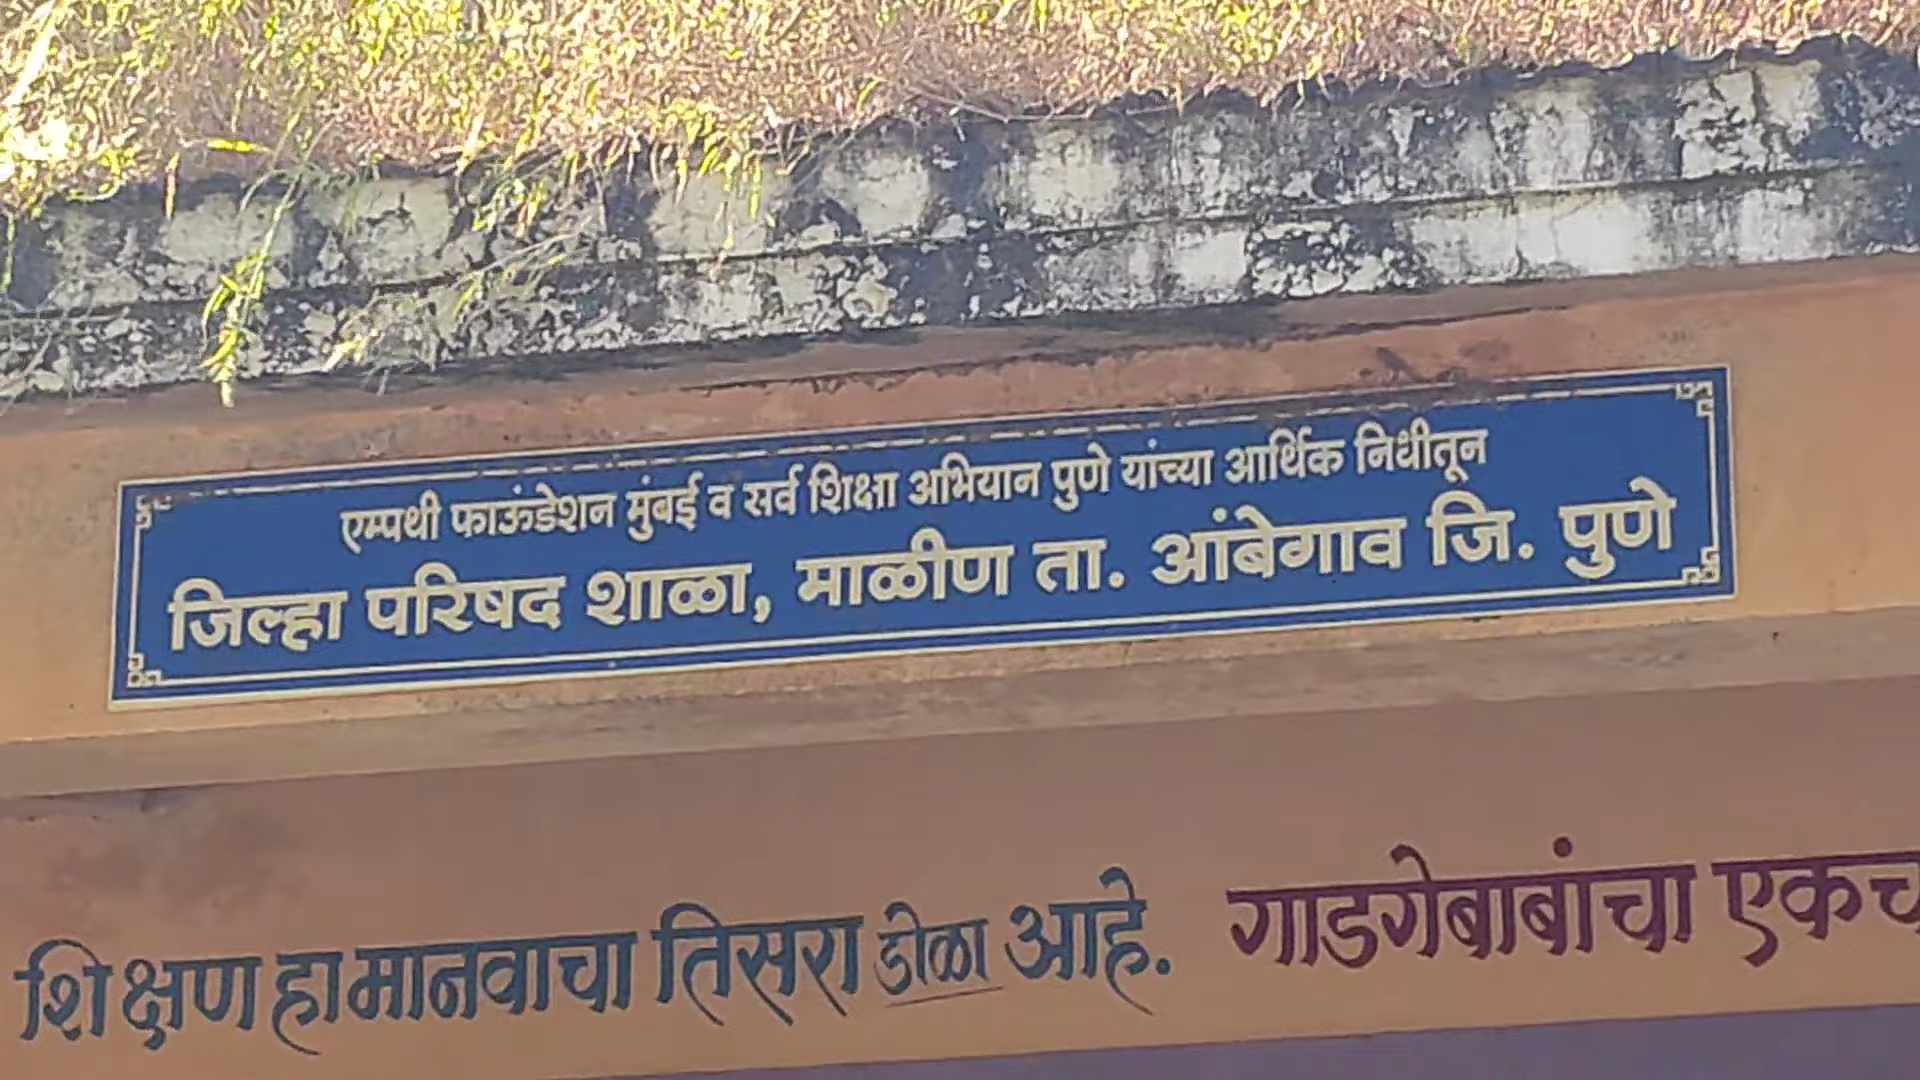 एम्पथी फाऊंडेशन मुंबई व सर्व शिक्षा अभियान पुणे यांच्या आर्थिक निधीतून
जिल्हा परिषद शाळा, माळीण ता. आंबेगाव जि. पुणे
शिक्षण हा मानवाचा तिसरा डोळा आहे. गाडगेबाबांचा एकच